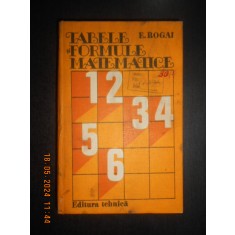 TABELE
E. ROGAI
FORMULE
MATEMATICE
12
34
5
6
Editura tehnică
18 05 2024 11:44